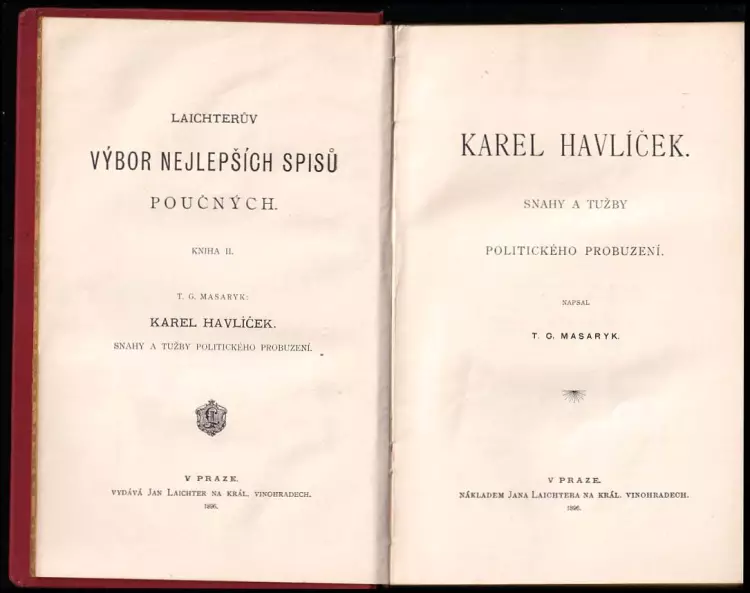 LAICHTERŮV
VÝBOR NEJLEPŠÍCH SPISŮ
POUČNÝCH.
KNIHA II.
T. G. MASARYK:
KAREL HAVLÍČEK.
SNAHY A TUŽBY POLITICKÉHO PROBUZENÍ.
V PRAZE.
VYDÁVÁ JAN LAICHTER NA KRÁL. VINOHRADECH.
1896.
KAREL HAVLÍČEK.
SNAHY A TUŽBY
POLITICKÉHO PROBUZENÍ.
NAPSAL
T. G. MASARYK.
V PRAZE.
NÁKLADEM JANA LAICHTERA NA KRÁL. VINOHRADECH.
1896.